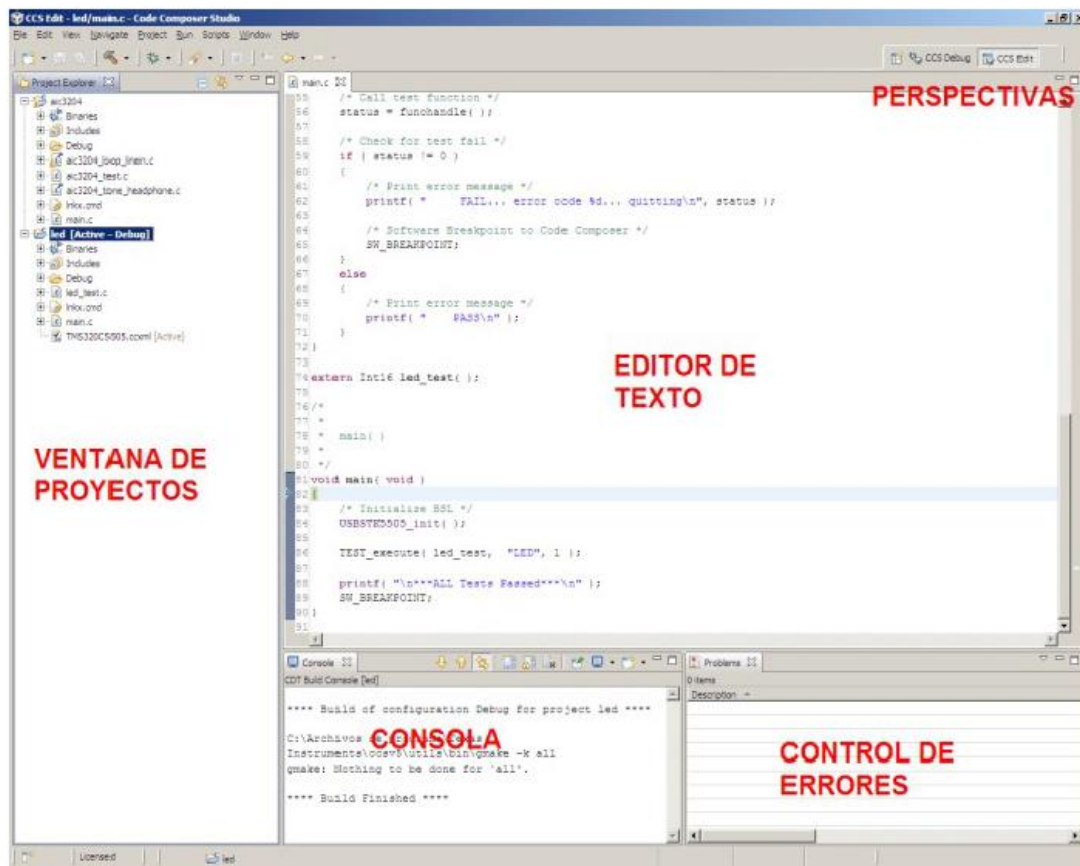 CCS Edit - led/main.c - Code Composer Studio
File Edit View Navigate Project Run Scripts Window Help
CCS Debug CCS Edit
Project Explorer
aic3204
Binaries
Includes
Debug
aic3204_loop_linein.c
aic3204_test.c
aic3204_tone_headphone.c
lnkx.cmd
main.c
led [Active - Debug]
Binaries
Includes
Debug
led_test.c
lnkx.cmd
main.c
TMS320C5505.ccxml [Active]
VENTANA DE
PROYECTOS
main.c
PERSPECTIVAS
55 /* Call test function */
56 status = funchandle( );
57
58 /* Check for test fail */
59 if ( status != 0 )
60 {
61 /* Print error message */
62 printf( "     FAIL... error code %d... quitting\n", status );
63
64 /* Software Breakpoint to Code Composer */
65 SW_BREAKPOINT;
66 }
67 else
68 {
69 /* Print error message */
70 printf( "    PASS\n" );
71 }
72 }
73
74 extern Int16 led_test( );
75
76 /*
77 *
78 *  main( )
79 *
80 */
81 void main( void )
82 {
83 /* Initialize BSL */
84 USBSTK5505_init( );
85
86 TEST_execute( led_test,  "LED", 1 );
87
88 printf( "\n***ALL Tests Passed***\n" );
89 SW_BREAKPOINT;
90 }
91
EDITOR DE
TEXTO
Console
CDT Build Console [led]
**** Build of configuration Debug for project led ****
C:\Archivos de
Instruments\ccsv5\utils\bin\gmake -k all
gmake: Nothing to be done for `all'.
**** Build Finished ****
CONSOLA
Problems
0 items
Description
CONTROL DE
ERRORES
Licensed
led